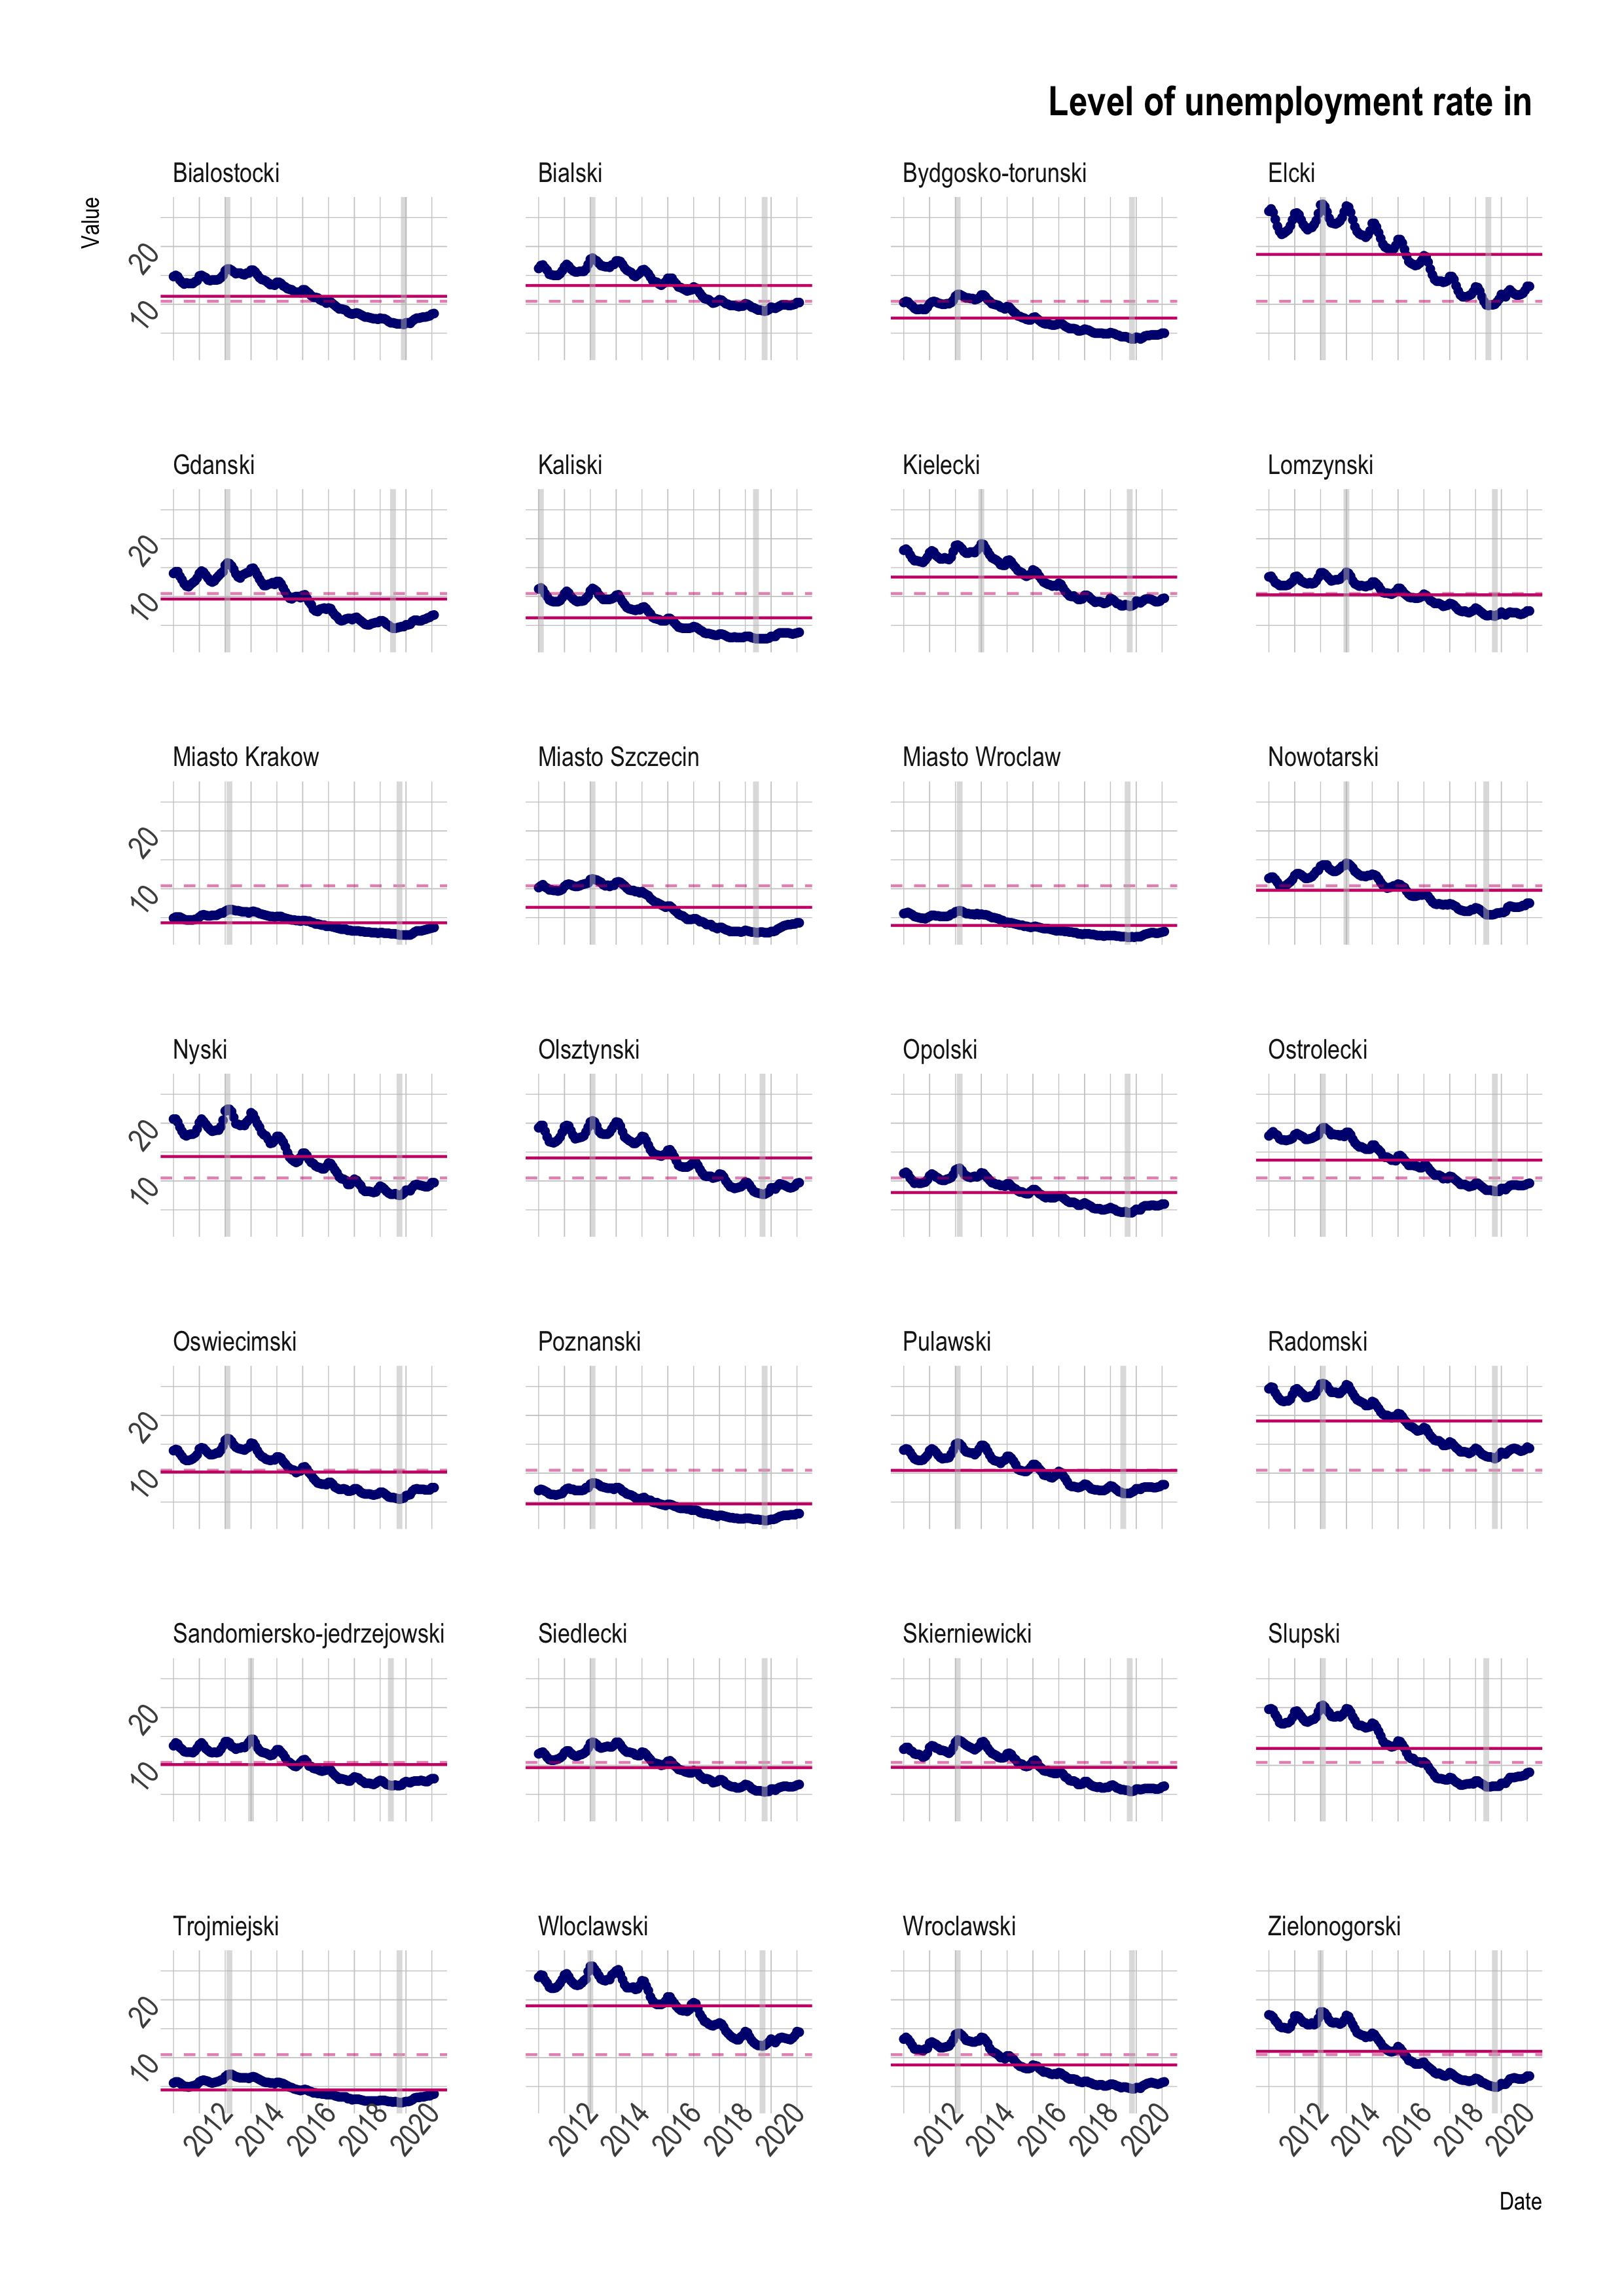 Level of unemployment rate in
Value
Bialostocki
Bialski
Bydgosko-torunski
Elcki
20
10
Gdanski
Kaliski
Kielecki
Lomzynski
20
10
Miasto Krakow
Miasto Szczecin
Miasto Wroclaw
Nowotarski
20
10
Nyski
Olsztynski
Opolski
Ostrolecki
20
10
Oswiecimski
Poznanski
Pulawski
Radomski
20
10
Sandomiersko-jedrzejowski
Siedlecki
Skierniewicki
Slupski
20
10
Trojmiejski
Wloclawski
Wroclawski
Zielonogorski
20
10
2012 2014 2016 2018 2020
2012 2014 2016 2018 2020
2012 2014 2016 2018 2020
2012 2014 2016 2018 2020
Date